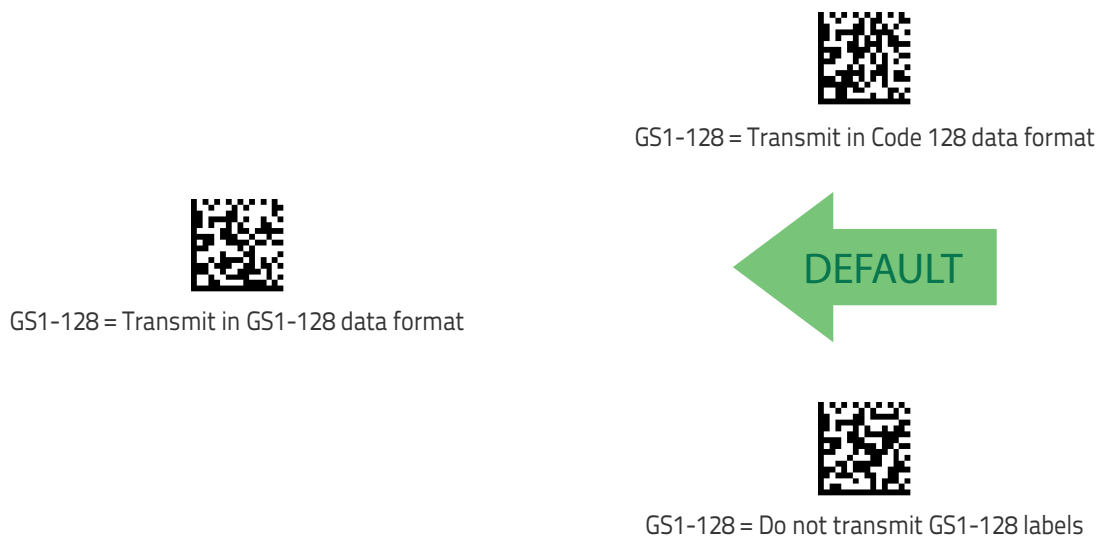 GS1-128 = Transmit in Code 128 data format
GS1-128 = Transmit in GS1-128 data format
DEFAULT
GS1-128 = Do not transmit GS1-128 labels